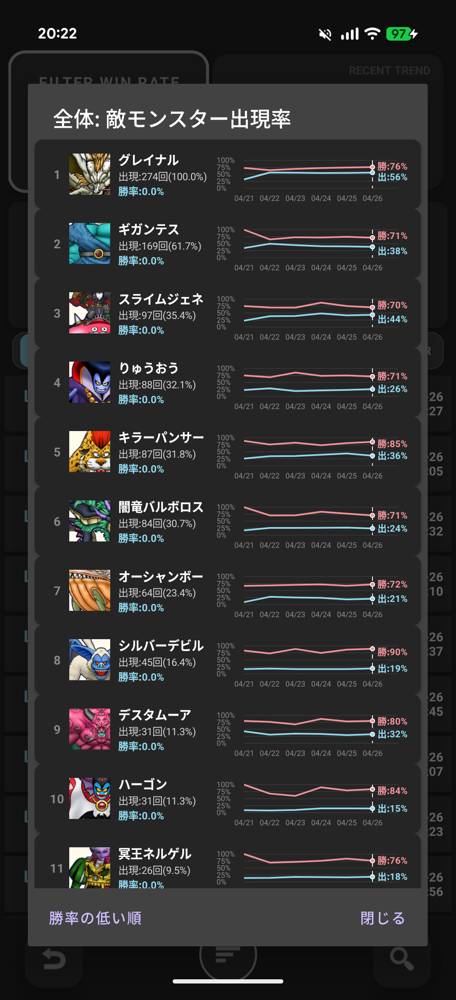 20:22
97
FILTER WIN RATE
RECENT TREND
全体: 敵モンスター出現率
1
グレイナル
出現:274回(100.0%)
勝率:0.0%
100%
75%
50%
25%
0%
勝:76%
出:56%
04/21 04/22 04/23 04/24 04/25 04/26
2
ギガンテス
出現:169回(61.7%)
勝率:0.0%
100%
75%
50%
25%
0%
勝:71%
出:38%
04/21 04/22 04/23 04/24 04/25 04/26
3
スライムジェネ
出現:97回(35.4%)
勝率:0.0%
100%
75%
50%
25%
0%
勝:70%
出:44%
04/21 04/22 04/23 04/24 04/25 04/26
4
りゅうおう
出現:88回(32.1%)
勝率:0.0%
100%
75%
50%
25%
0%
勝:71%
出:26%
04/21 04/22 04/23 04/24 04/25 04/26
5
キラーパンサー
出現:87回(31.8%)
勝率:0.0%
100%
75%
50%
25%
0%
勝:85%
出:36%
04/21 04/22 04/23 04/24 04/25 04/26
6
闇竜バルボロス
出現:84回(30.7%)
勝率:0.0%
100%
75%
50%
25%
0%
勝:71%
出:24%
04/21 04/22 04/23 04/24 04/25 04/26
7
オーシャンボー
出現:64回(23.4%)
勝率:0.0%
100%
75%
50%
25%
0%
勝:72%
出:21%
04/21 04/22 04/23 04/24 04/25 04/26
8
シルバーデビル
出現:45回(16.4%)
勝率:0.0%
100%
75%
50%
25%
0%
勝:90%
出:19%
04/21 04/22 04/23 04/24 04/25 04/26
9
デスタムーア
出現:31回(11.3%)
勝率:0.0%
100%
75%
50%
25%
0%
勝:80%
出:32%
04/21 04/22 04/23 04/24 04/25 04/26
10
ハーゴン
出現:31回(11.3%)
勝率:0.0%
100%
75%
50%
25%
0%
勝:84%
出:15%
04/21 04/22 04/23 04/24 04/25 04/26
11
冥王ネルゲル
出現:26回(9.5%)
勝率:0.0%
100%
75%
50%
25%
0%
勝:76%
出:18%
-26
:27
-26
:05
-26
:32
-26
:10
-26
:37
-26
:45
-26
:07
-26
:23
-26
:56
勝率の低い順
閉じる